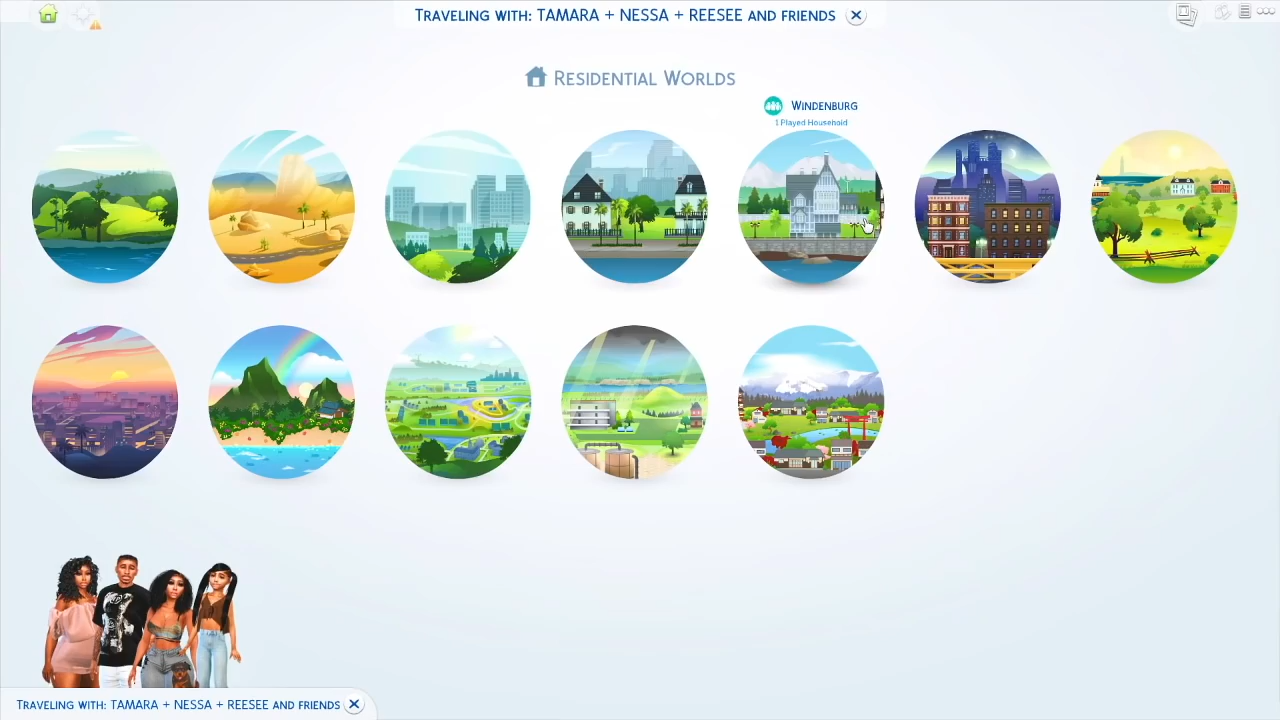 Traveling with: TAMARA + NESSA + REESEE and friends
Residential Worlds
Windenburg
1 Played Household
Traveling with: TAMARA + NESSA + REESEE and friends